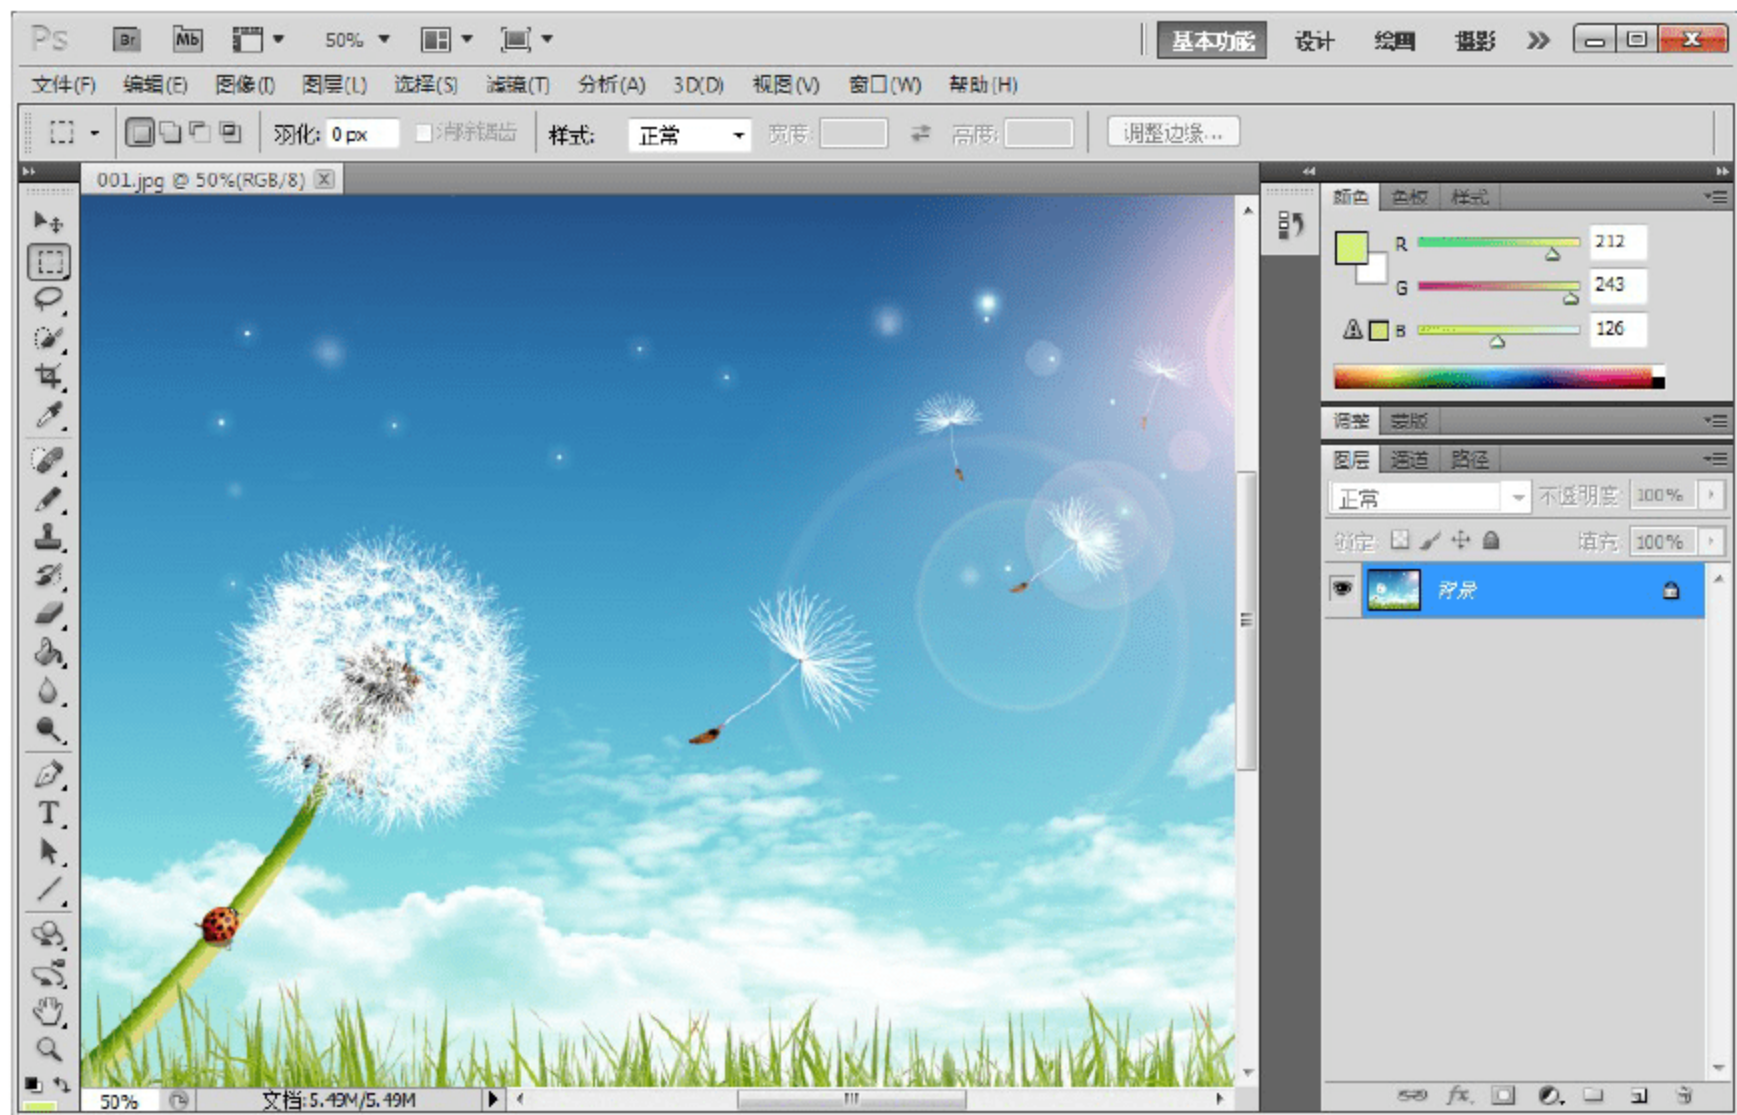 Ps Br Mb 50% 基本功能 设计 绘画 摄影
文件(F) 编辑(E) 图像(I) 图层(L) 选择(S) 滤镜(T) 分析(A) 3D(D) 视图(V) 窗口(W) 帮助(H)
羽化: 0 px 消除锯齿 样式: 正常 宽度: 高度: 调整边缘...
001.jpg @ 50%(RGB/8)
颜色 色板 样式
R 212
G 243
B 126
调整 蒙版
图层 通道 路径
正常 不透明度: 100%
锁定: 填充: 100%
背景
T
50% 文档:5.49M/5.49M
fx.